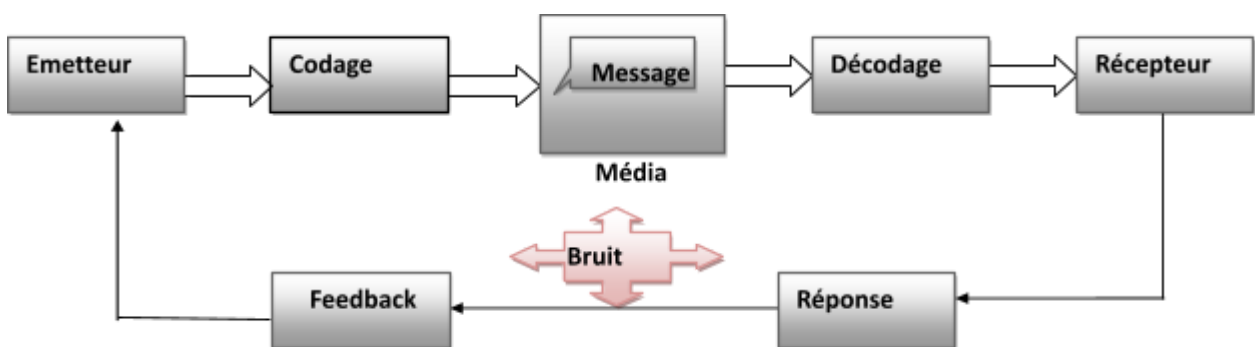 Emetteur
Codage
Message
Décodage
Récepteur
Média
Bruit
Feedback
Réponse